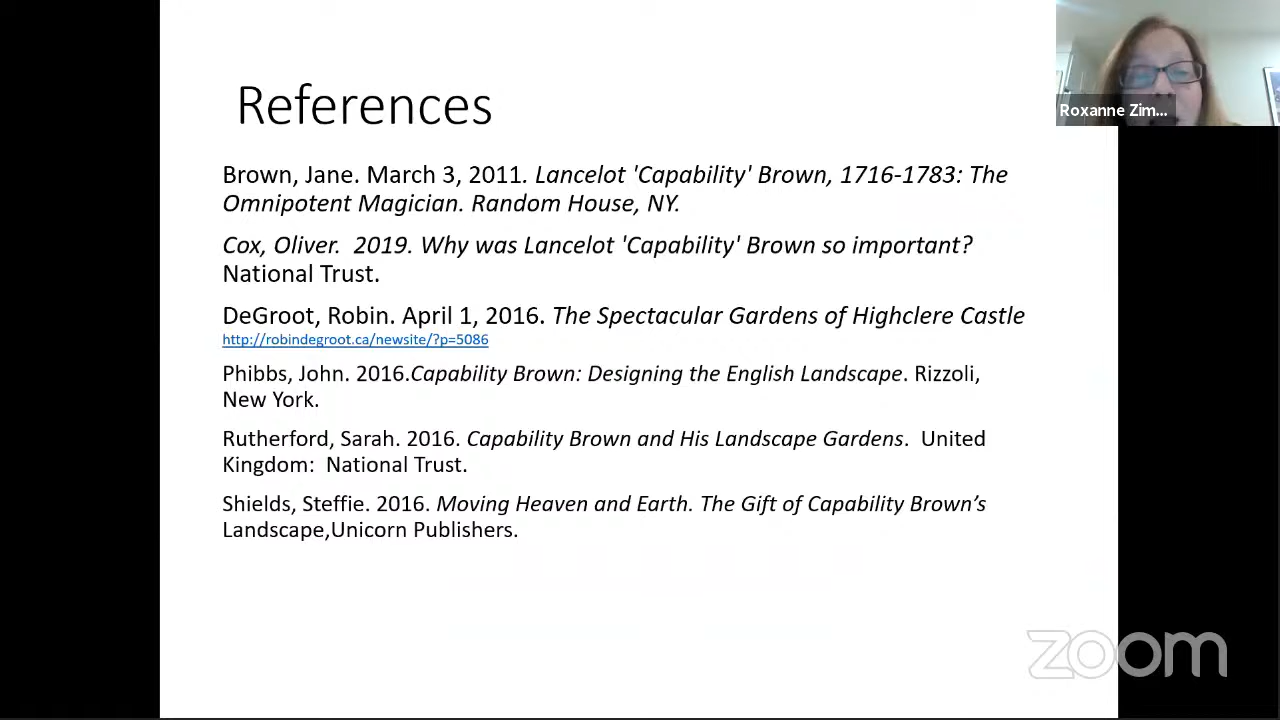 References
Roxanne Zim...
Brown, Jane. March 3, 2011. Lancelot 'Capability' Brown, 1716-1783: The
Omnipotent Magician. Random House, NY.
Cox, Oliver.  2019. Why was Lancelot 'Capability' Brown so important?
National Trust.
DeGroot, Robin. April 1, 2016. The Spectacular Gardens of Highclere Castle
http://robindegroot.ca/newsite/?p=5086
Phibbs, John. 2016.Capability Brown: Designing the English Landscape. Rizzoli,
New York.
Rutherford, Sarah. 2016. Capability Brown and His Landscape Gardens.  United
Kingdom:  National Trust.
Shields, Steffie. 2016. Moving Heaven and Earth. The Gift of Capability Brown’s
Landscape,Unicorn Publishers.
zoom